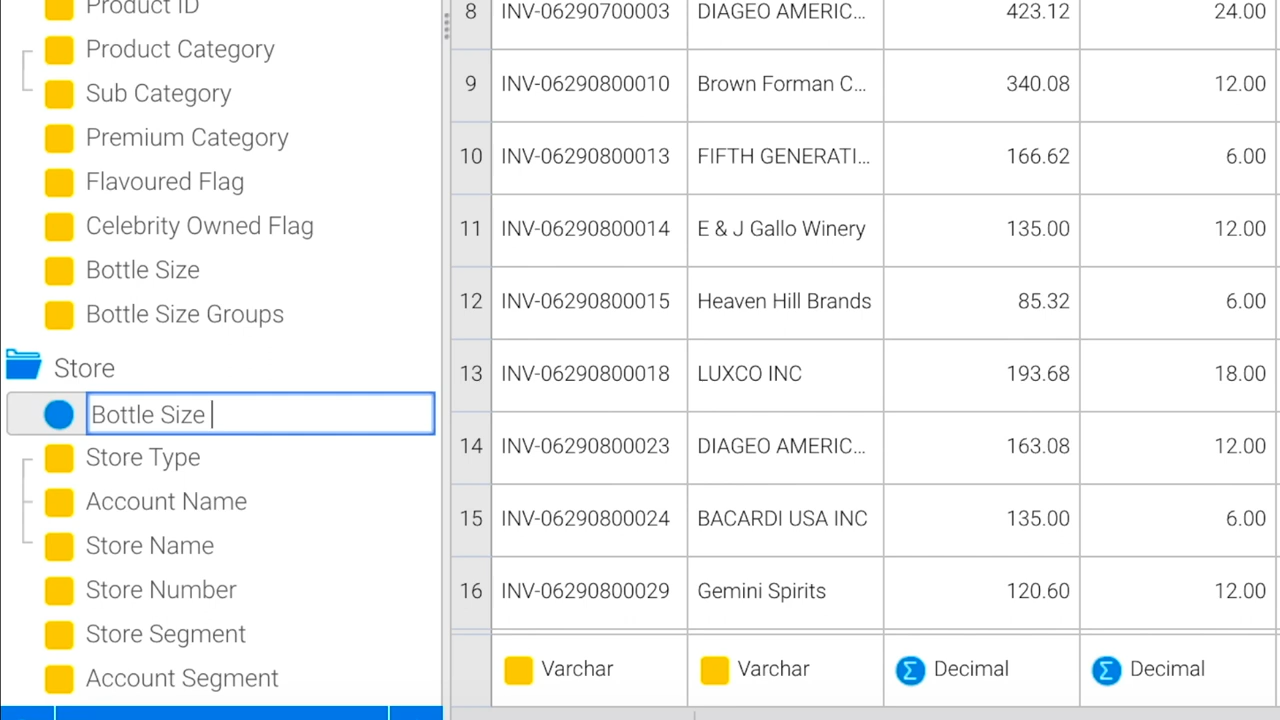 Product ID
Product Category
Sub Category
Premium Category
Flavoured Flag
Celebrity Owned Flag
Bottle Size
Bottle Size Groups
Store
Bottle Size
Store Type
Account Name
Store Name
Store Number
Store Segment
Account Segment
8 INV-06290700003 DIAGEO AMERIC... 423.12 24.00
9 INV-06290800010 Brown Forman C... 340.08 12.00
10 INV-06290800013 FIFTH GENERATI... 166.62 6.00
11 INV-06290800014 E & J Gallo Winery 135.00 12.00
12 INV-06290800015 Heaven Hill Brands 85.32 6.00
13 INV-06290800018 LUXCO INC 193.68 18.00
14 INV-06290800023 DIAGEO AMERIC... 163.08 12.00
15 INV-06290800024 BACARDI USA INC 135.00 6.00
16 INV-06290800029 Gemini Spirits 120.60 12.00
Varchar Varchar Σ Decimal Σ Decimal